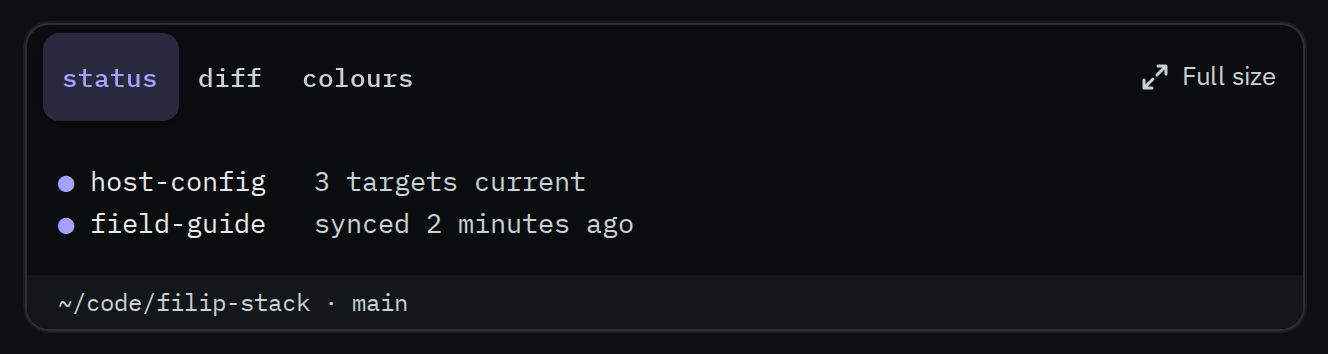 status diff colours Full size
● host-config 3 targets current
● field-guide synced 2 minutes ago
~/code/filip-stack · main